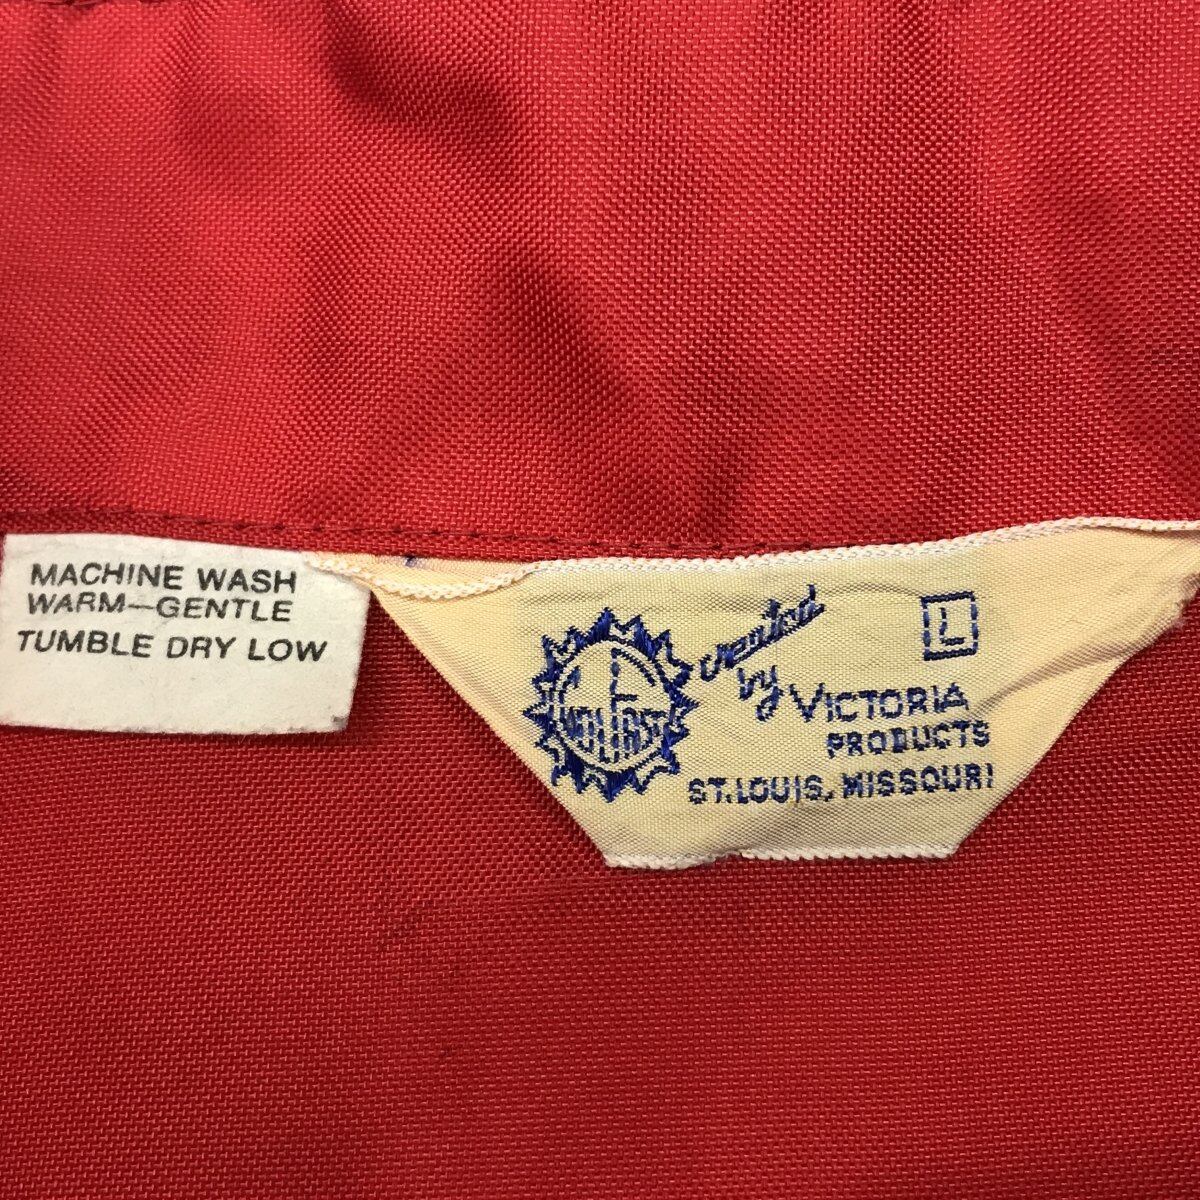 MACHINE WASH
WARM—GENTLE
TUMBLE DRY LOW
created
by
VICTORIA
PRODUCTS
ST. LOUIS, MISSOURI
L